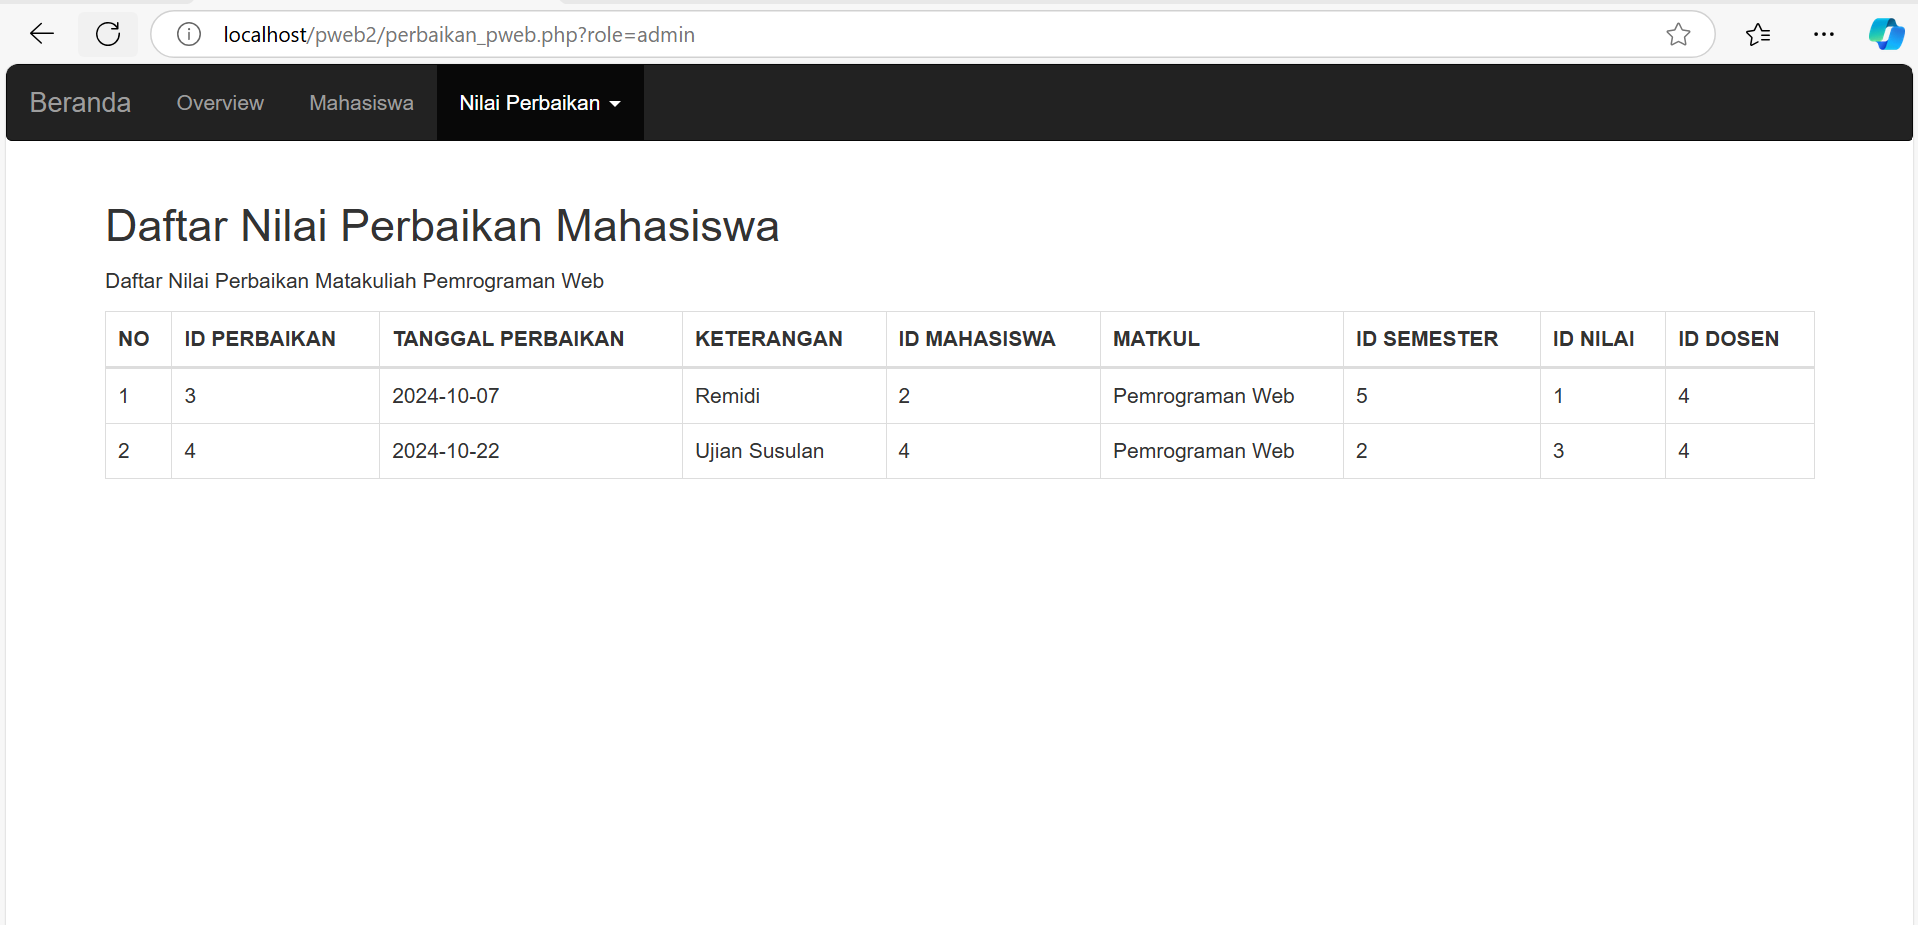 localhost/pweb2/perbaikan_pweb.php?role=admin
Beranda Overview Mahasiswa Nilai Perbaikan
Daftar Nilai Perbaikan Mahasiswa
Daftar Nilai Perbaikan Matakuliah Pemrograman Web
NO ID PERBAIKAN TANGGAL PERBAIKAN KETERANGAN ID MAHASISWA MATKUL ID SEMESTER ID NILAI ID DOSEN
1 3 2024-10-07 Remidi 2 Pemrograman Web 5 1 4
2 4 2024-10-22 Ujian Susulan 4 Pemrograman Web 2 3 4